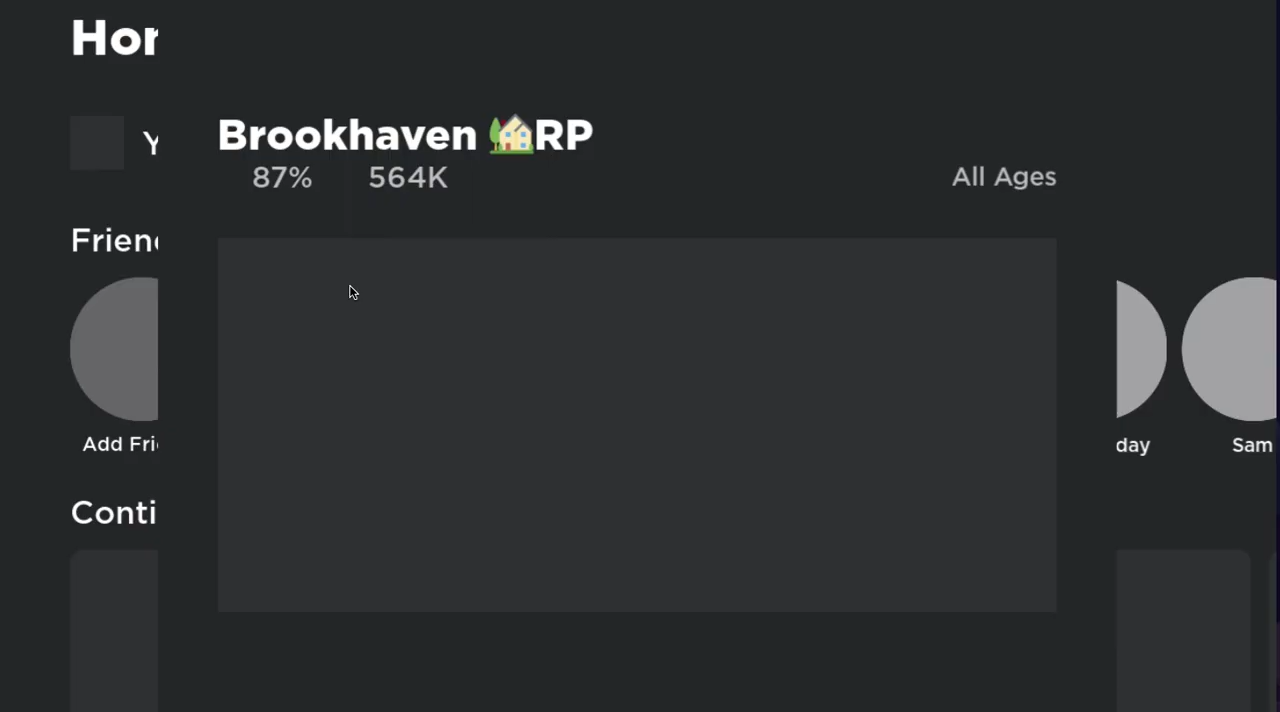 Hor
Y
Brookhaven 🏡RP
87% 564K All Ages
Frien
Add Fri
day
Sam
Conti